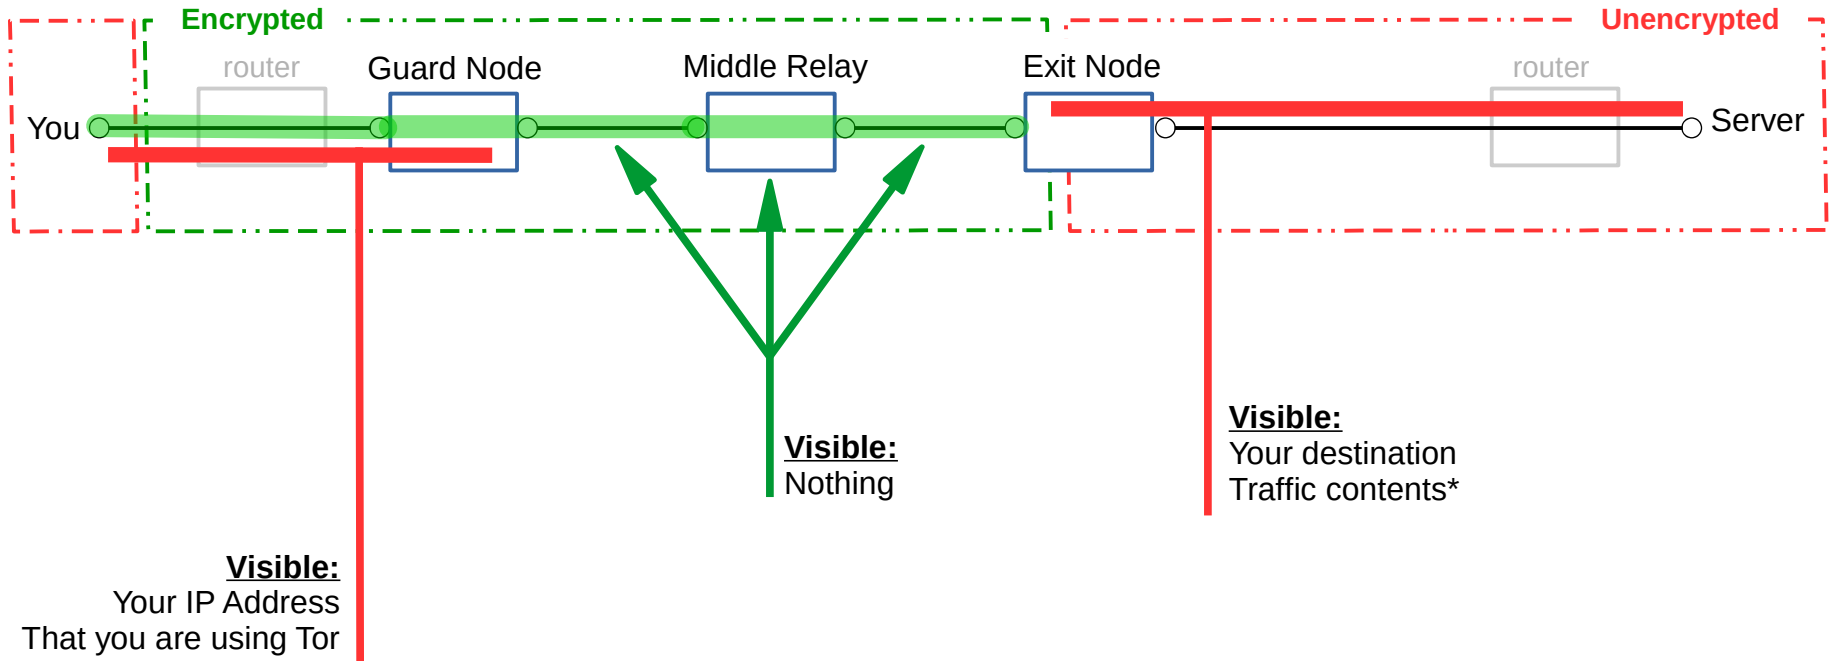 Encrypted
Unencrypted
router
Guard Node
Middle Relay
Exit Node
router
You
Server
Visible:
Your destination
Traffic contents*
Visible:
Nothing
Visible:
Your IP Address
That you are using Tor